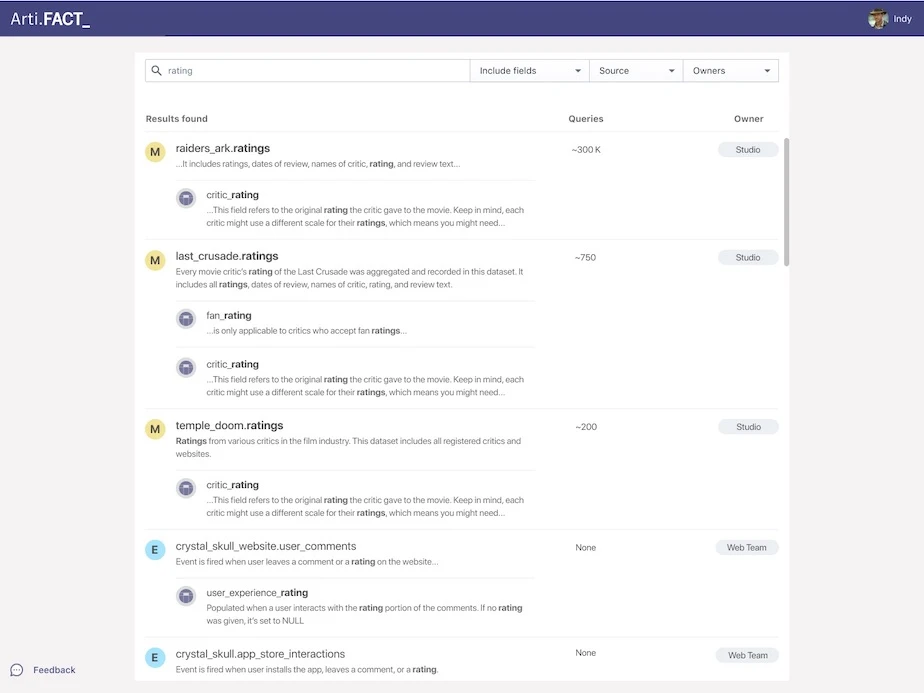 Arti.FACT_
Indy
rating
Include fields
Source
Owners
Results found
Queries
Owner
M
raiders_ark.ratings
~300 K
Studio
...It includes ratings, dates of review, names of critic, rating, and review text...
critic_rating
...This field refers to the original rating the critic gave to the movie. Keep in mind, each
critic might use a different scale for their ratings, which means you might need...
M
last_crusade.ratings
~750
Studio
Every movie critic's rating of the Last Crusade was aggregated and recorded in this dataset. It
includes all ratings, dates of review, names of critic, rating, and review text.
fan_rating
...is only applicable to critics who accept fan ratings...
critic_rating
...This field refers to the original rating the critic gave to the movie. Keep in mind, each
critic might use a different scale for their ratings, which means you might need...
M
temple_doom.ratings
~200
Studio
Ratings from various critics in the film industry. This dataset includes all registered critics and
websites.
critic_rating
...This field refers to the original rating the critic gave to the movie. Keep in mind, each
critic might use a different scale for their ratings, which means you might need...
E
crystal_skull_website.user_comments
None
Web Team
Event is fired when user leaves a comment or a rating on the website...
user_experience_rating
Populated when a user interacts with the rating portion of the comments. If no rating
was given, it's set to NULL
E
crystal_skull.app_store_interactions
None
Web Team
Event is fired when user installs the app, leaves a comment, or a rating.
Feedback